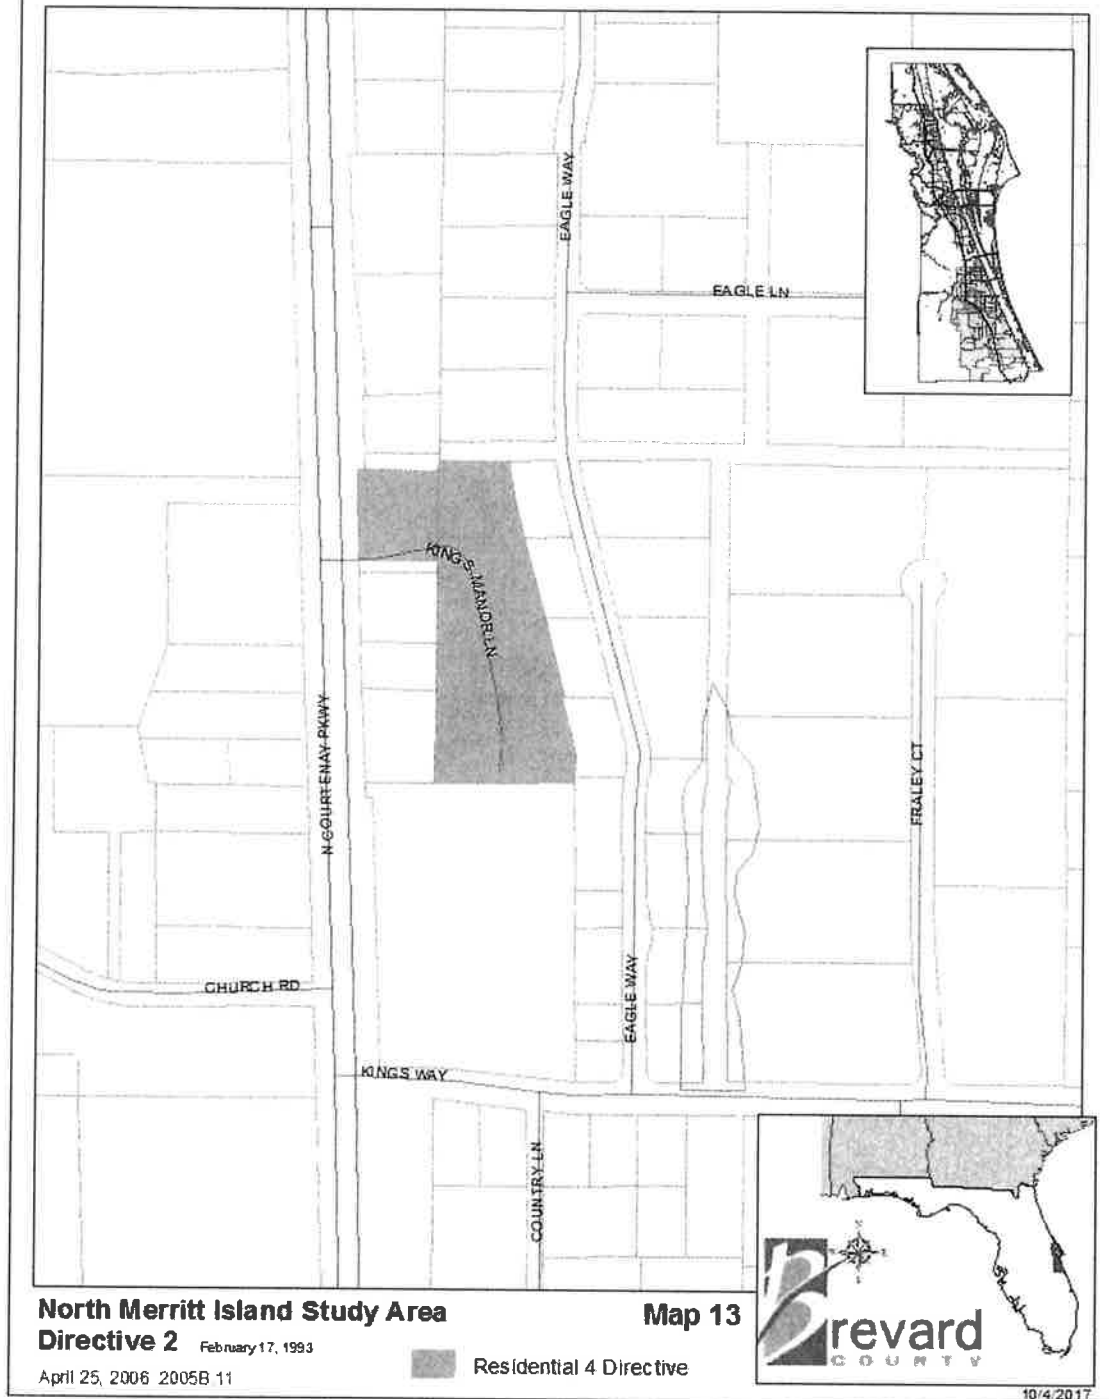 EAGLE WAY
EAGLE LN
KING'S MANOR LN
N COURTENAY PKWY
FRALEY CT
EAGLE WAY
CHURCH RD
KINGS WAY
COUNTRY LN
North Merritt Island Study Area
Directive 2 February 17, 1993
April 25, 2006 2005B.11
Map 13
Residential 4 Directive
N
W E
S
Brevard
COUNTY
10/4/2017